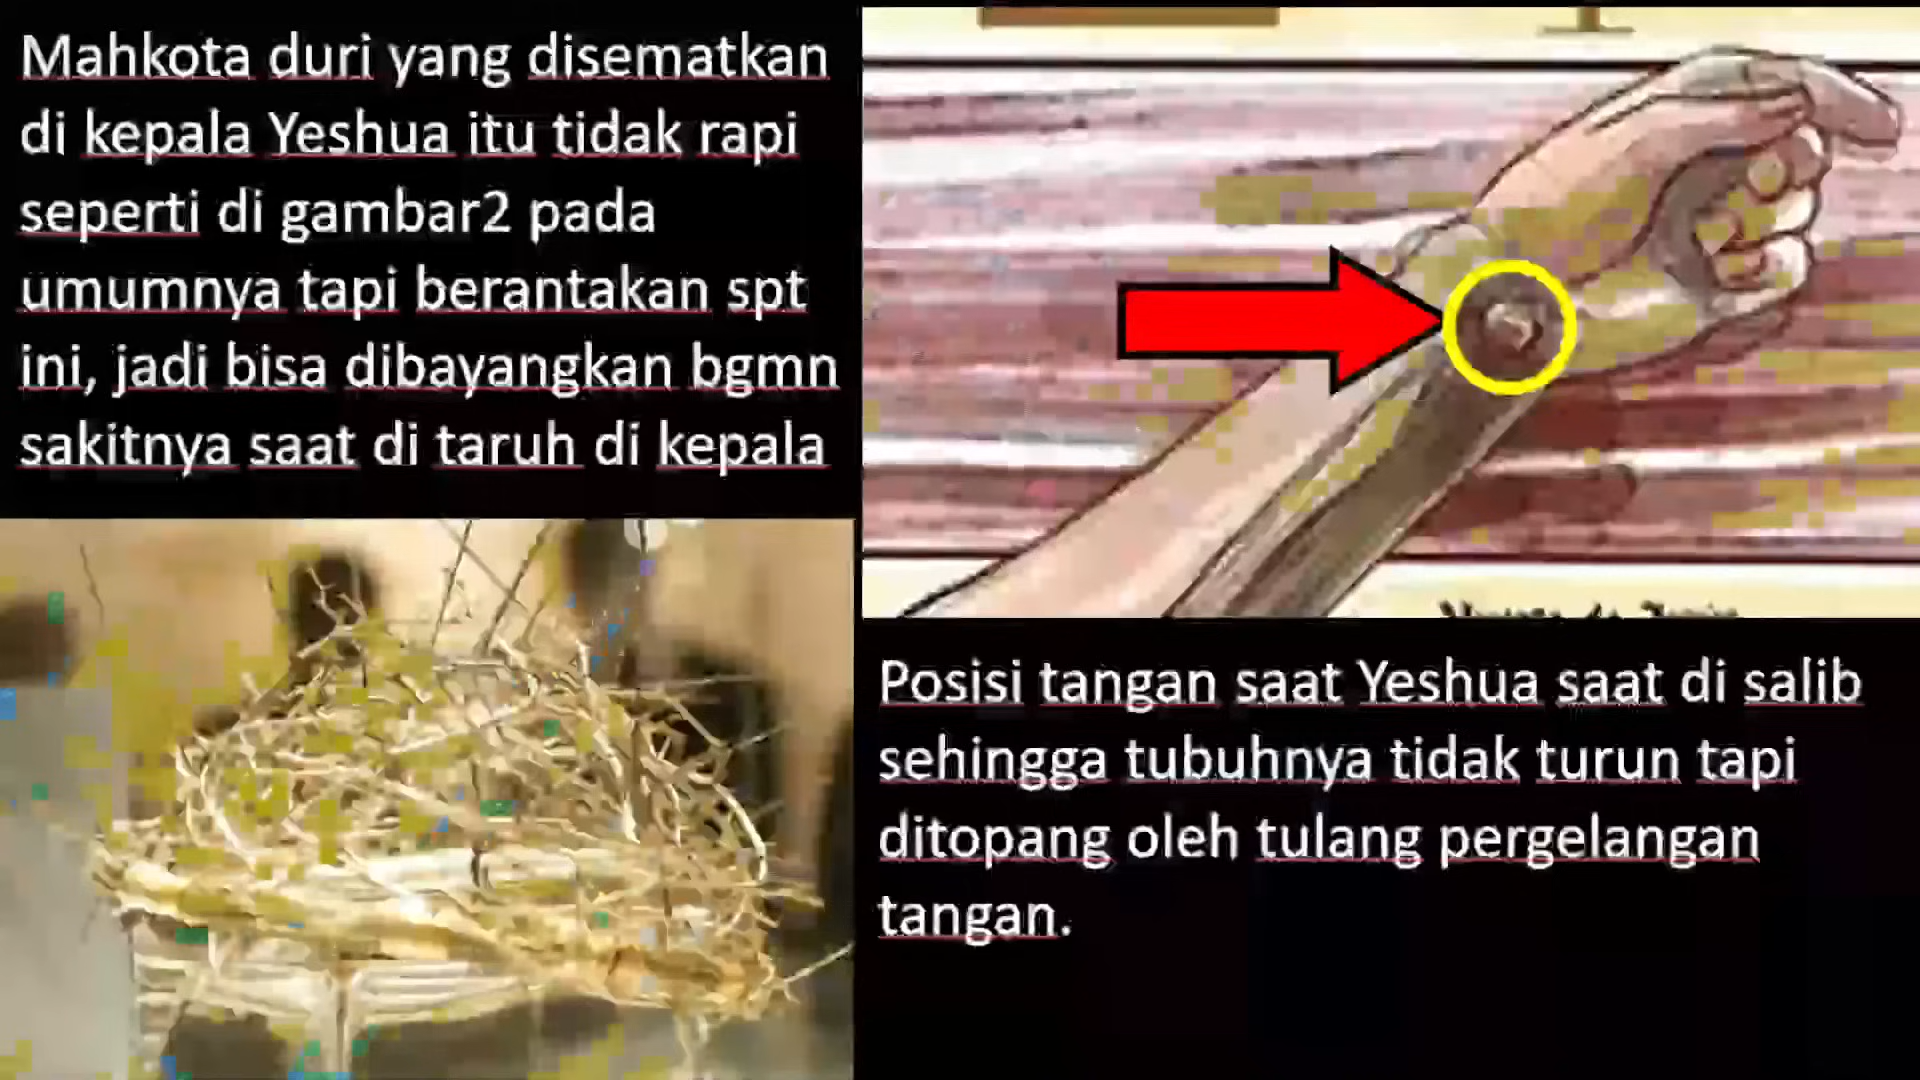 Mahkota duri yang disematkan
di kepala Yeshua itu tidak rapi
seperti di gambar2 pada
umumnya tapi berantakan spt
ini, jadi bisa dibayangkan bgmn
sakitnya saat di taruh di kepala
Posisi tangan saat Yeshua saat di salib
sehingga tubuhnya tidak turun tapi
ditopang oleh tulang pergelangan
tangan.